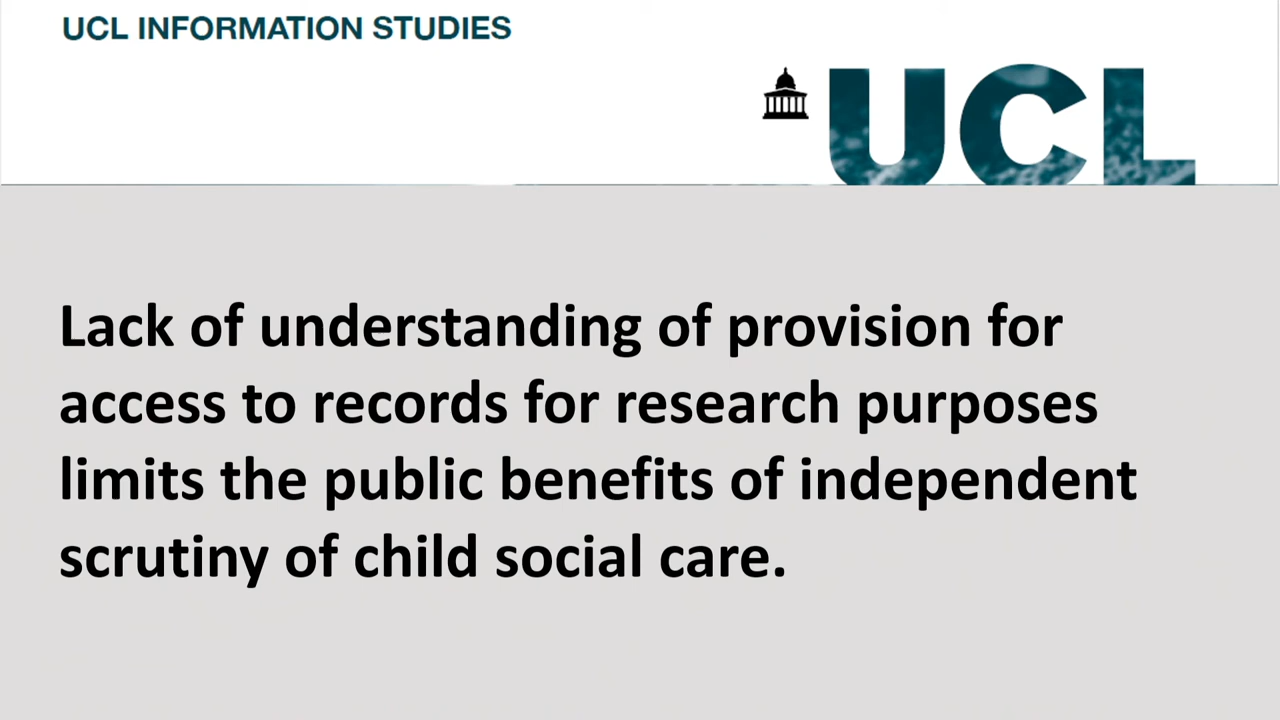 UCL INFORMATION STUDIES
UCL
Lack of understanding of provision for
access to records for research purposes
limits the public benefits of independent
scrutiny of child social care.